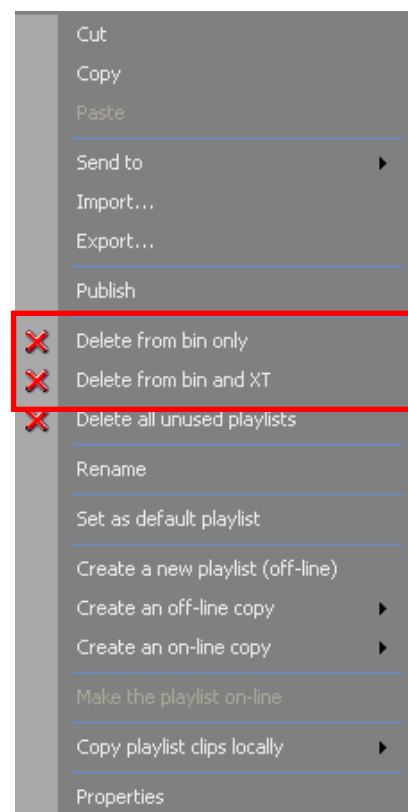 Cut
Copy
Paste
Send to
Import...
Export...
Publish
Delete from bin only
Delete from bin and XT
Delete all unused playlists
Rename
Set as default playlist
Create a new playlist (off-line)
Create an off-line copy
Create an on-line copy
Make the playlist on-line
Copy playlist clips locally
Properties